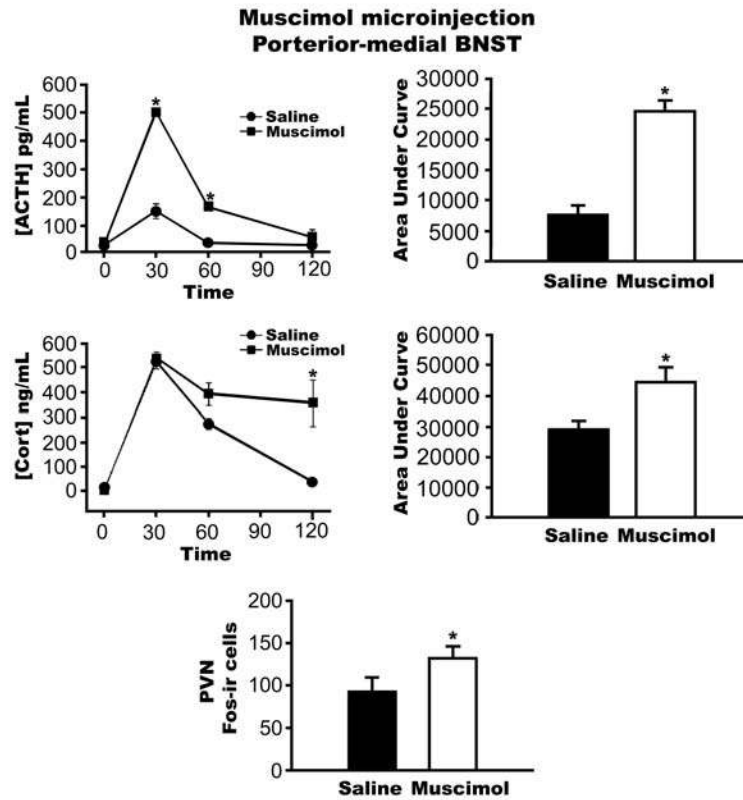 Muscimol microinjection
Porterior-medial BNST
[ACTH] pg/mL
600
500
400
300
200
100
0
*
*
Saline
Muscimol
0 30 60 90 120
Time
Area Under Curve
30000
25000
20000
15000
10000
5000
0
*
Saline Muscimol
[Cort] ng/mL
600
500
400
300
200
100
0
Saline
Muscimol
*
0 30 60 90 120
Time
Area Under Curve
60000
50000
40000
30000
20000
10000
0
*
Saline Muscimol
PVN
Fos-ir cells
200
150
100
50
0
*
Saline Muscimol